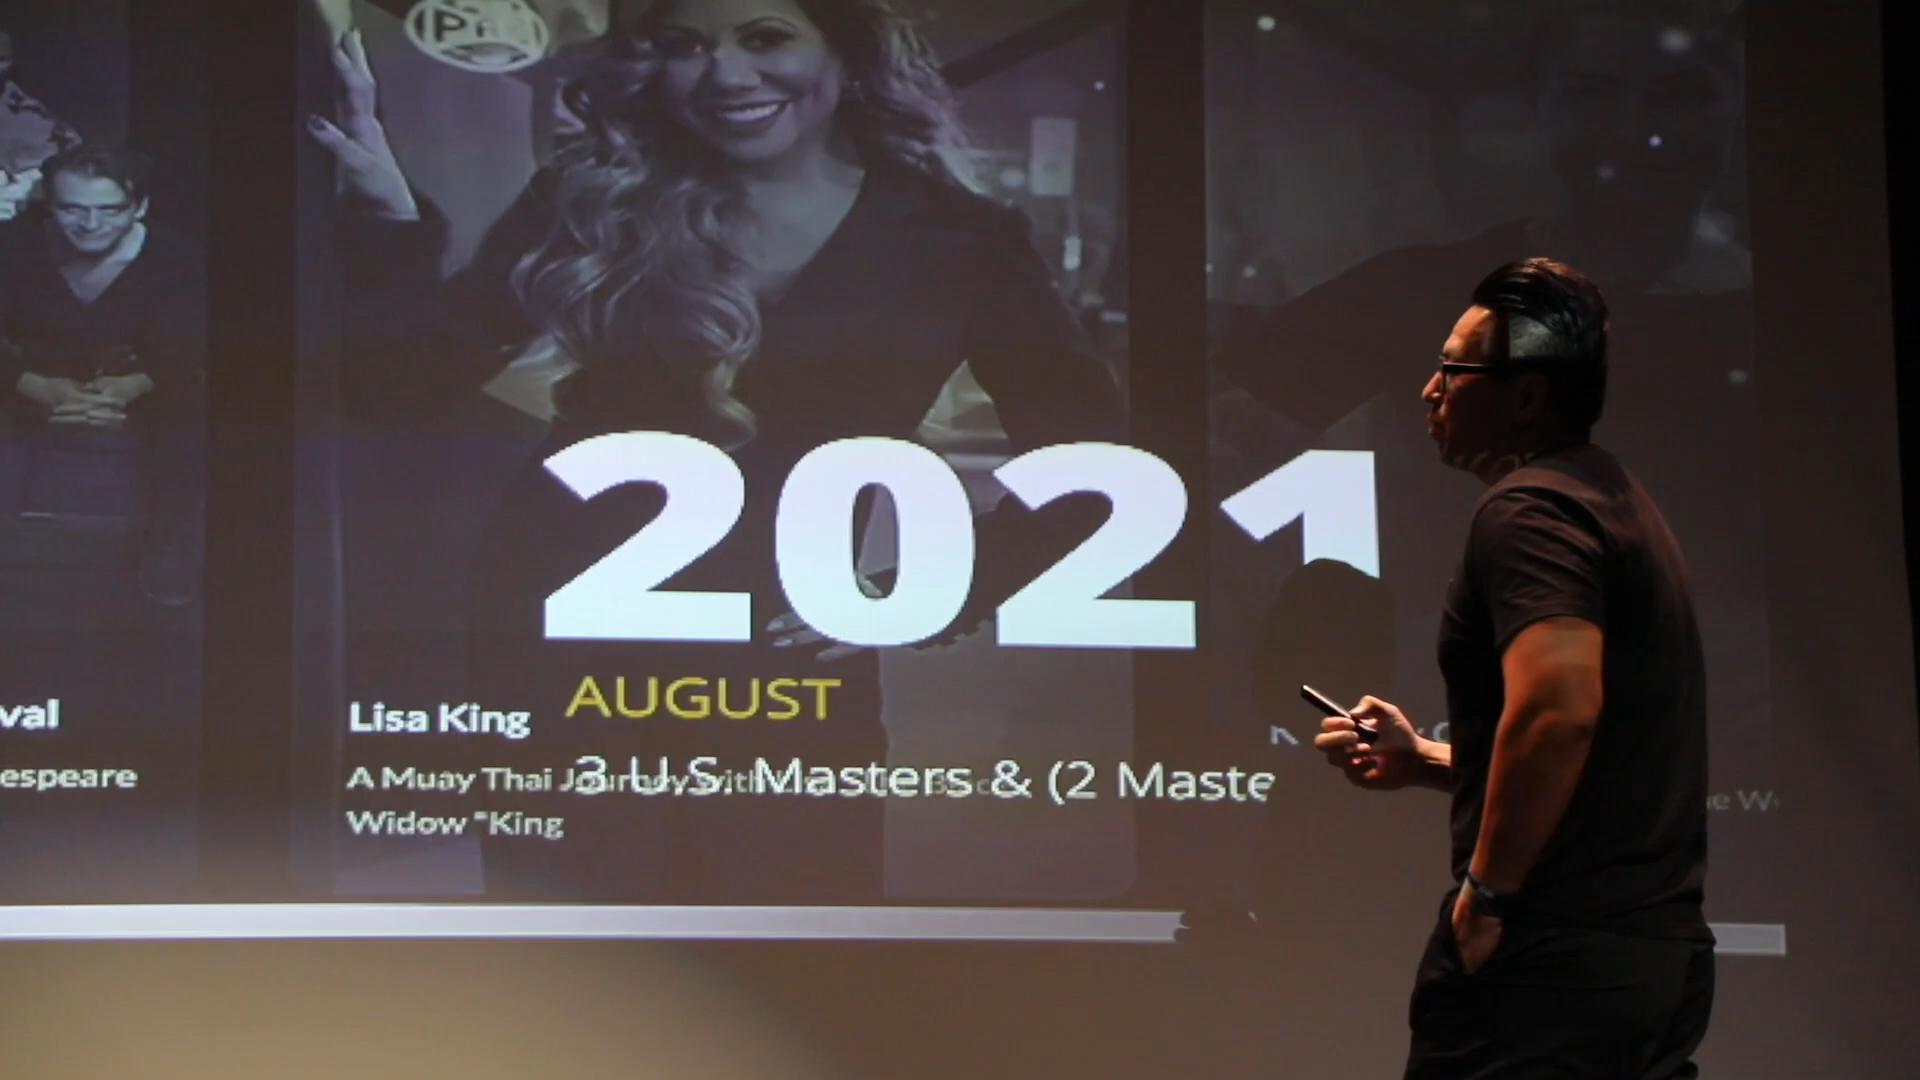 2021
AUGUST
val
Lisa King
espeare
A Muay Thai
3 U.S. Masters & (2 Maste
Widow "King